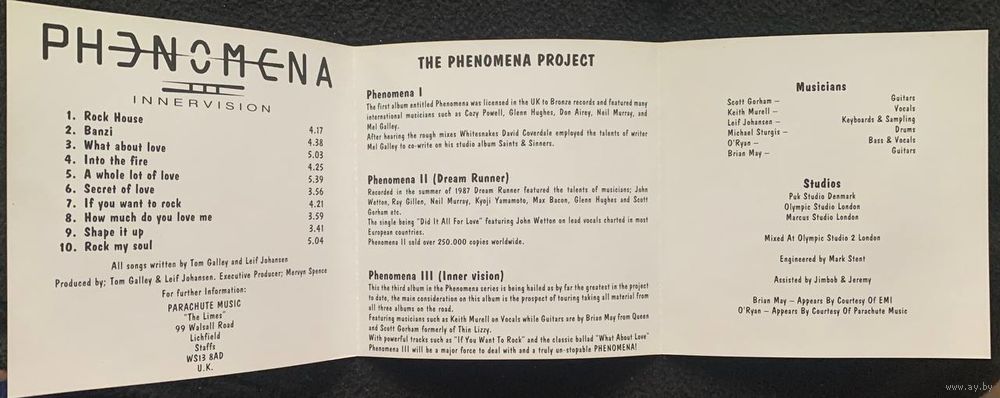 PHENOMENA
III
INNERVISION
1. Rock House 4.17
2. Banzi 4.38
3. What about love 5.03
4. Into the fire 4.25
5. A whole lot of love 5.39
6. Secret of love 3.56
7. If you want to rock 4.21
8. How much do you love me 3.59
9. Shape it up 3.41
10. Rock my soul 5.04
All songs written by Tom Galley and Leif Johansen
Produced by; Tom Galley & Leif Johansen. Executive Producer; Mervyn Spence
For further Information:
PARACHUTE MUSIC
"The Limes"
99 Walsall Road
Lichfield
Staffs
WS13 8AD
U.K.
THE PHENOMENA PROJECT
Phenomena I
The first album entitled Phenomena was licensed in the UK to Bronze records and featured many
international musicians such as Cozy Powell, Glenn Hughes, Don Airey, Neil Murray, and
Mel Galley.
After hearing the rough mixes Whitesnakes David Coverdale employed the talents of writer
Mel Galley to co-write on his studio album Saints & Sinners.
Phenomena II (Dream Runner)
Recorded in the summer of 1987 Dream Runner featured the talents of musicians; John
Wetton, Ray Gillen, Neil Murray, Kyoji Yamamoto, Max Bacon, Glenn Hughes and Scott
Gorham etc.
The single being "Did It All For Love" featuring John Wetton on lead vocals charted in most
European countries.
Phenomena II sold over 250.000 copies worldwide.
Phenomena III (Inner vision)
This the third album in the Phenomena series is being hailed as by far the greatest in the project
to date, the main consideration on this album is the prospect of touring taking all material from
all three albums on the road.
Featuring musicians such as Keith Murell on Vocals while Guitars are by Brian May from Queen
and Scott Gorham formerly of Thin Lizzy.
With powerful tracks such as "If You Want To Rock" and the classic ballad "What About Love"
Phenomena III will be a major force to deal with and a truly un-stopable PHENOMENA!
Musicians
Scott Gorham – Guitars
Keith Murell – Vocals
Leif Johansen – Keyboards & Sampling
Michael Sturgis – Drums
O'Ryan – Bass & Vocals
Brian May – Guitars
Studios
Puk Studio Denmark
Olympic Studio London
Marcus Studio London
Mixed At Olympic Studio 2 London
Engineered by Mark Stent
Assisted by Jimbob & Jeremy
Brian May – Appears By Courtesy Of EMI
O'Ryan – Appears By Courtesy Of Parachute Music
www.ay.by